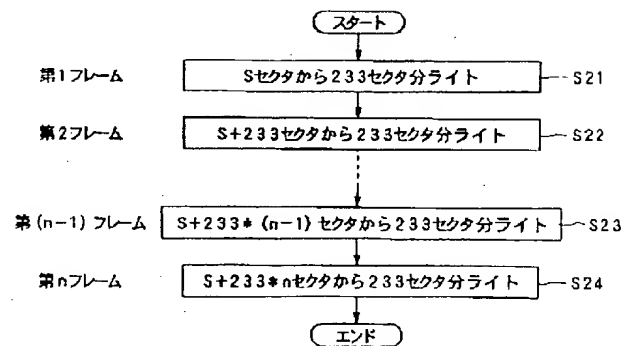 スタート
第1フレーム Sセクタから233セクタ分ライト S21
第2フレーム S+233セクタから233セクタ分ライト S22
第(n-1)フレーム S+233*(n-1)セクタから233セクタ分ライト S23
第nフレーム S+233*nセクタから233セクタ分ライト S24
エンド